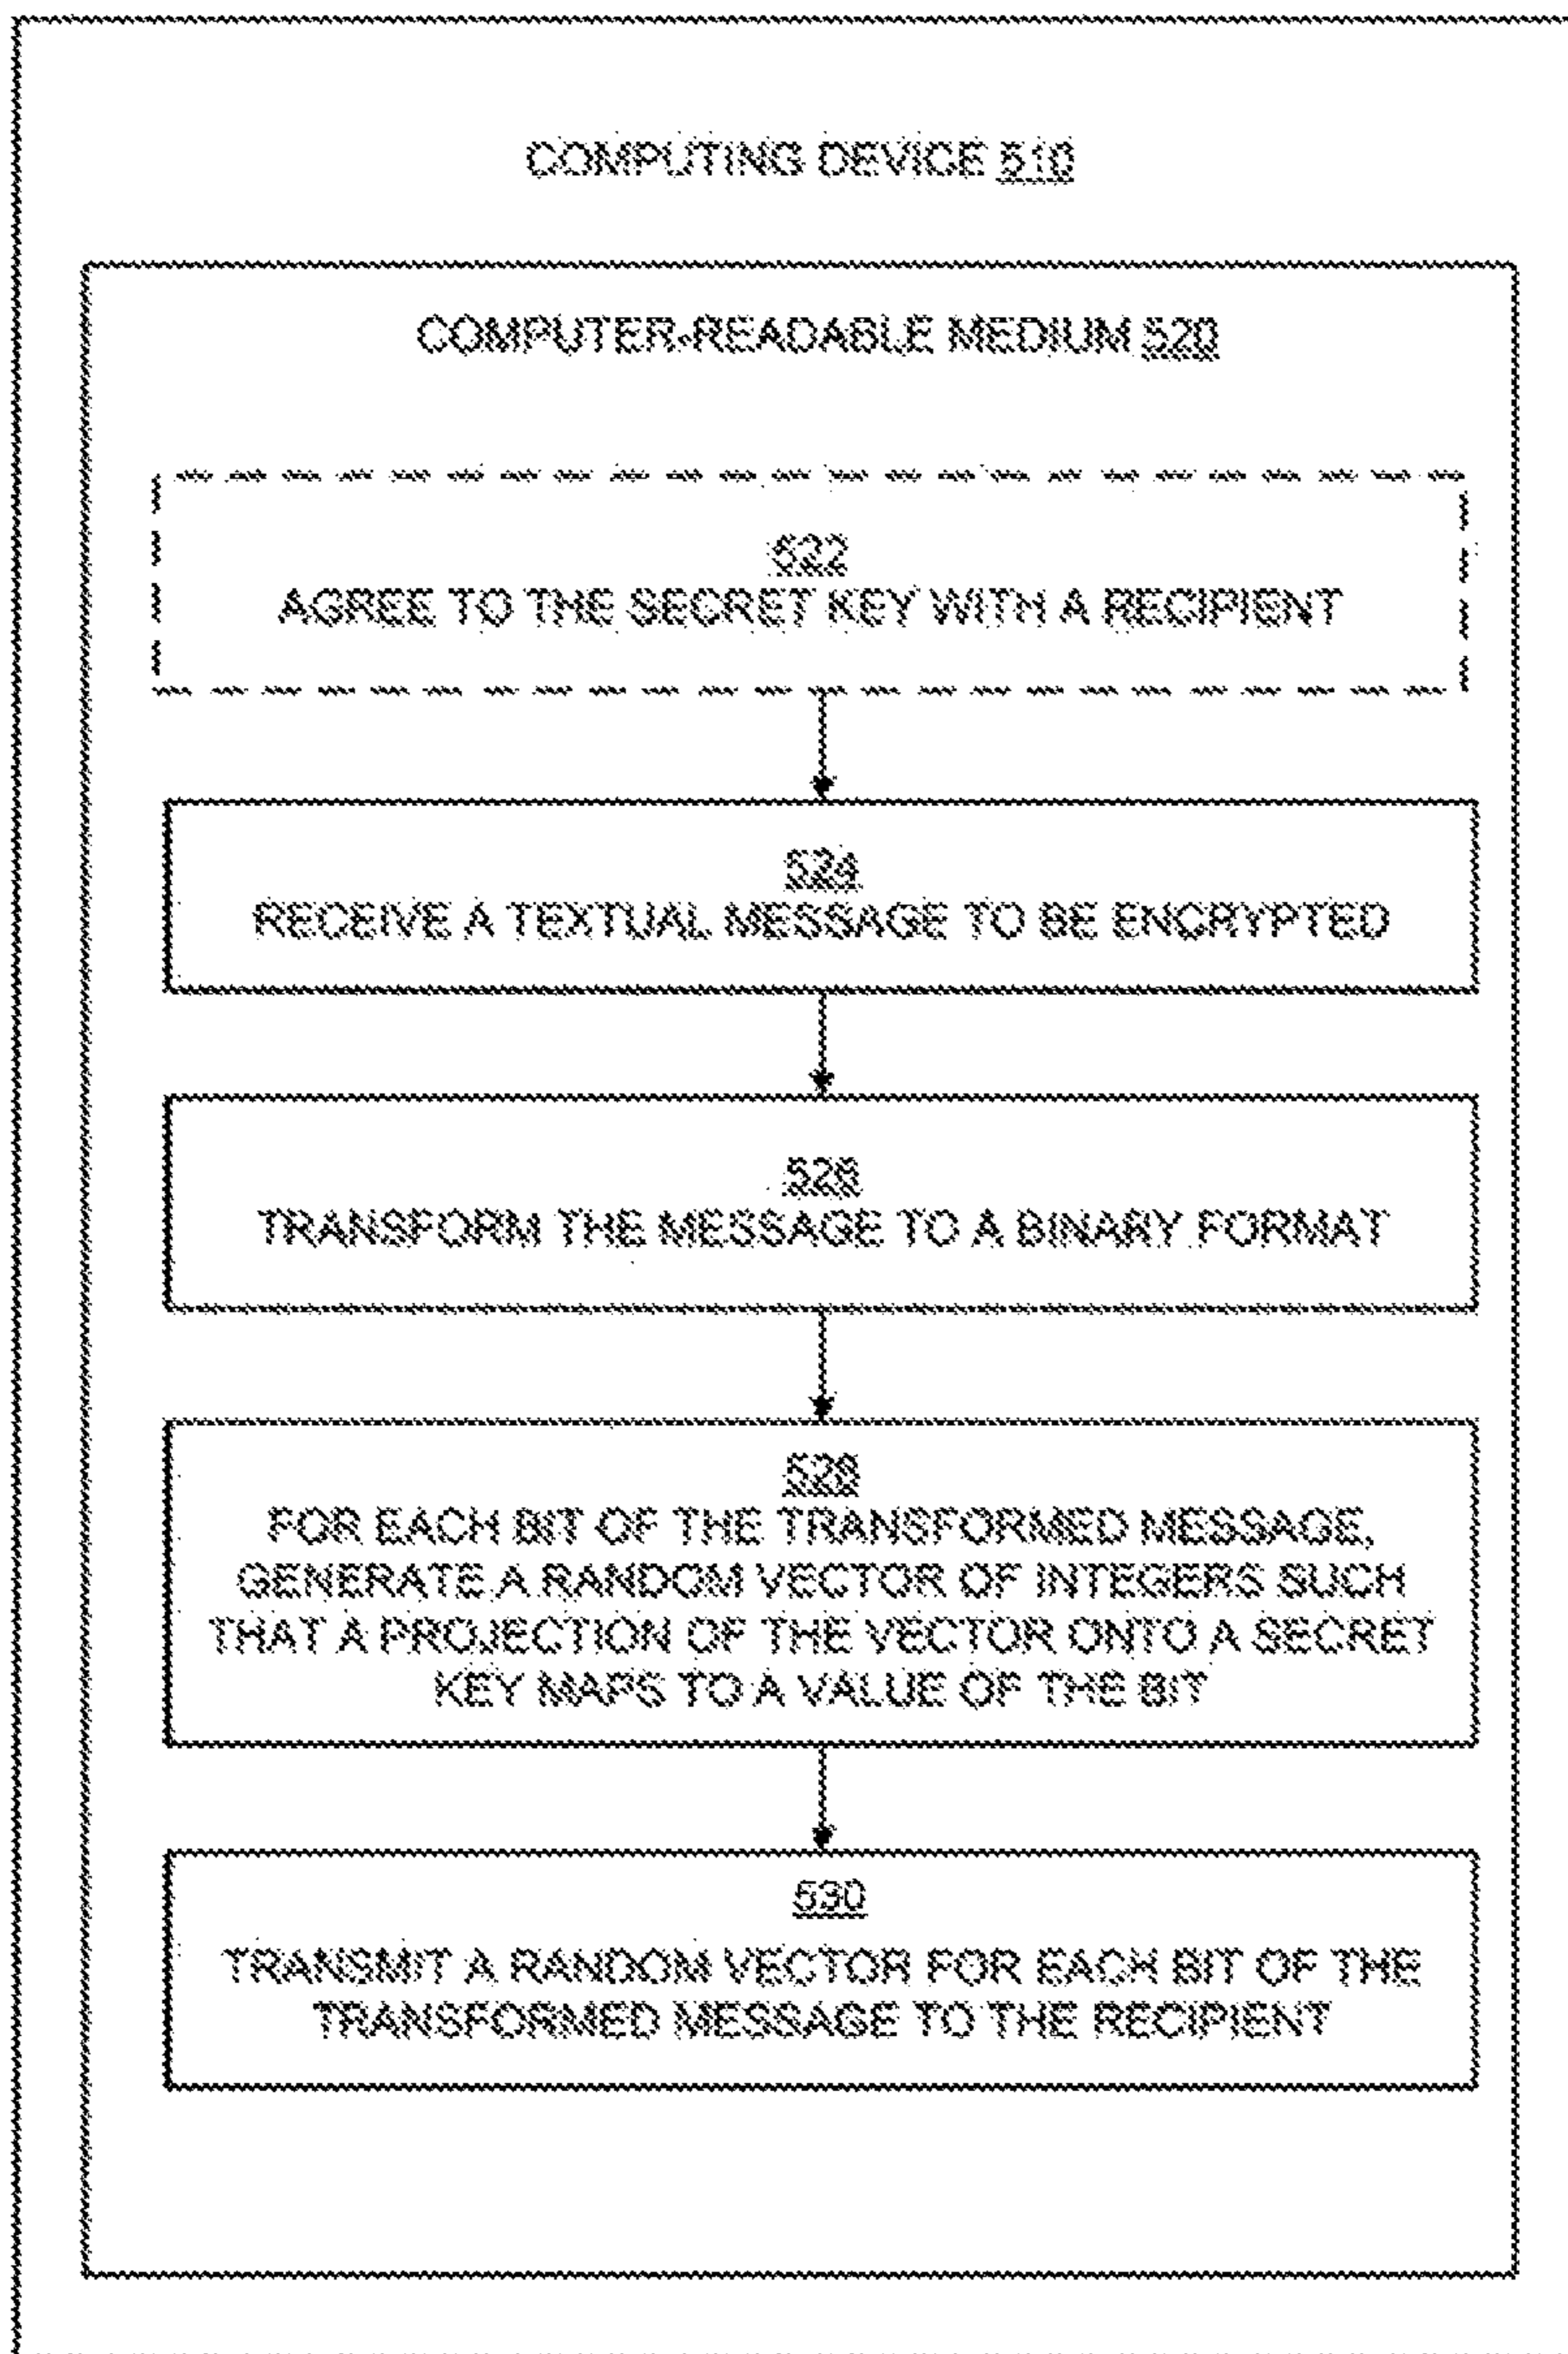 COMPUTING DEVICE 510
COMPUTER-READABLE MEDIUM 520
522
AGREE TO THE SECRET KEY WITH A RECIPIENT
524
RECEIVE A TEXTUAL MESSAGE TO BE ENCRYPTED
526
TRANSFORM THE MESSAGE TO A BINARY FORMAT
528
FOR EACH BIT OF THE TRANSFORMED MESSAGE,
GENERATE A RANDOM VECTOR OF INTEGERS SUCH
THAT A PROJECTION OF THE VECTOR ONTO A SECRET
KEY MAPS TO A VALUE OF THE BIT
530
TRANSMIT A RANDOM VECTOR FOR EACH BIT OF THE
TRANSFORMED MESSAGE TO THE RECIPIENT